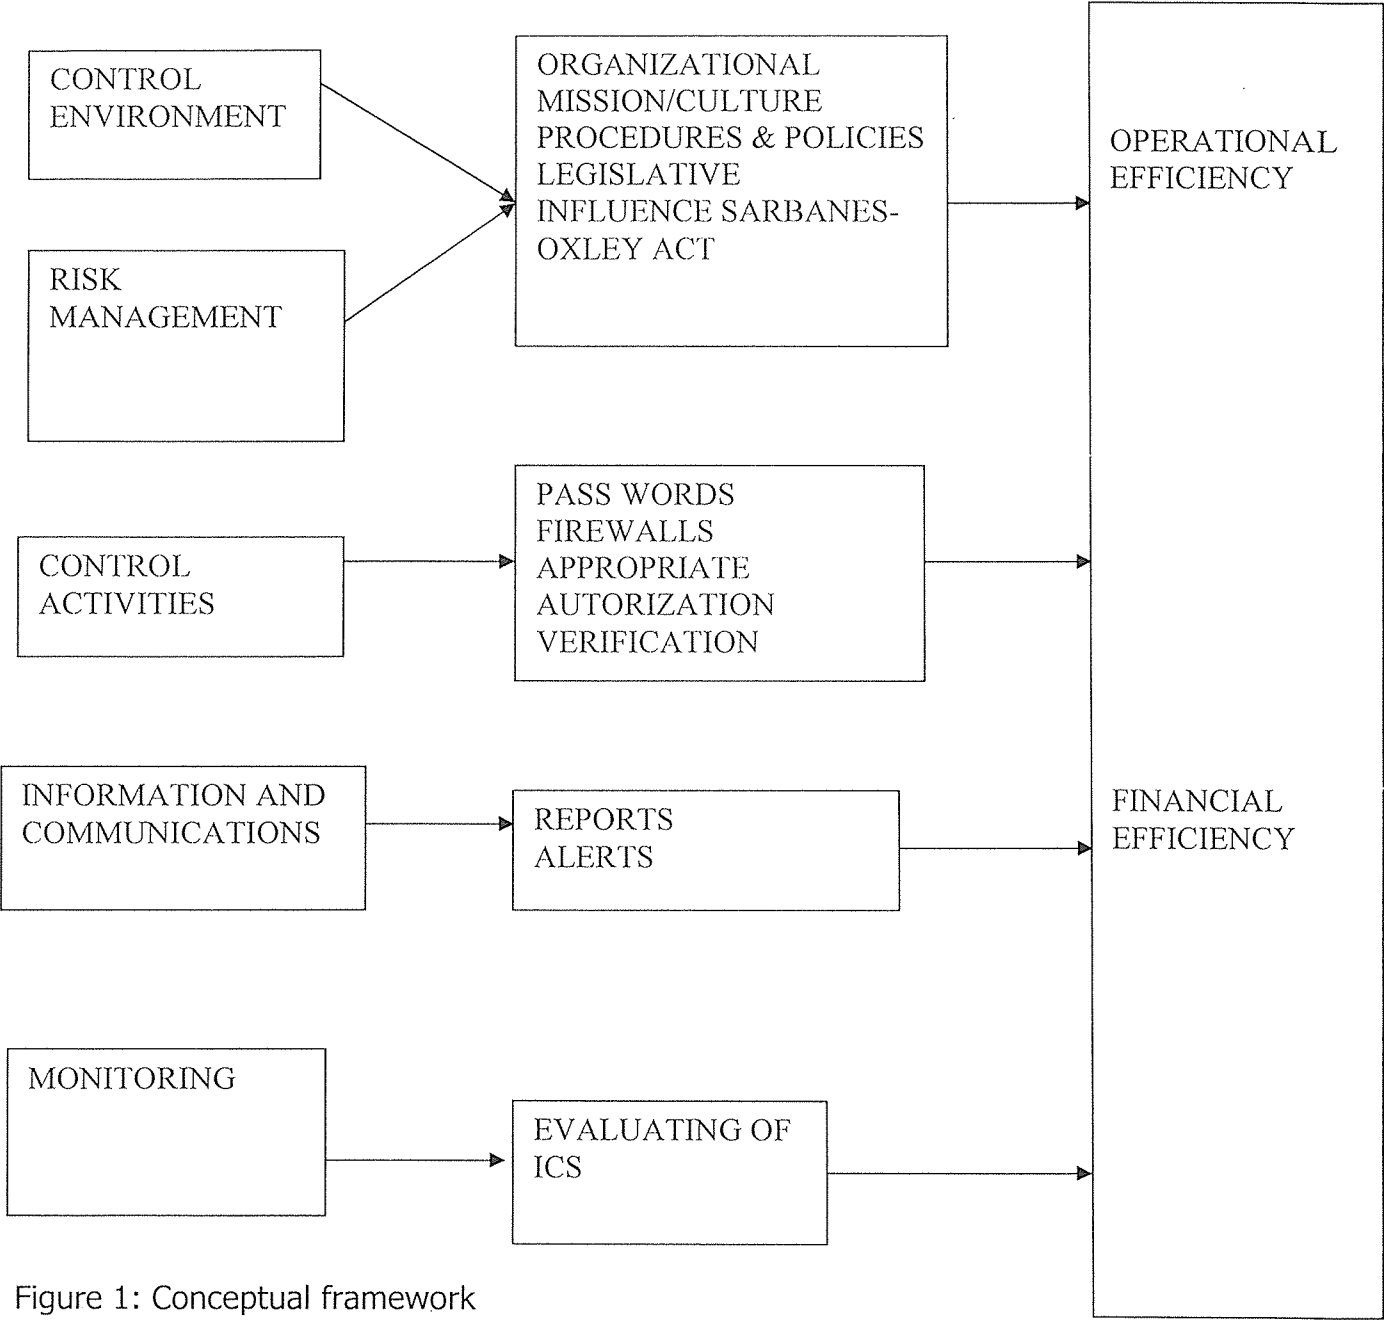 CONTROL
ENVIRONMENT
RISK
MANAGEMENT
ORGANIZATIONAL
MISSION/CULTURE
PROCEDURES & POLICIES
LEGISLATIVE
INFLUENCE SARBANES-
OXLEY ACT
OPERATIONAL
EFFICIENCY
CONTROL
ACTIVITIES
PASS WORDS
FIREWALLS
APPROPRIATE
AUTORIZATION
VERIFICATION
INFORMATION AND
COMMUNICATIONS
REPORTS
ALERTS
FINANCIAL
EFFICIENCY
MONITORING
EVALUATING OF
ICS
Figure 1: Conceptual framework